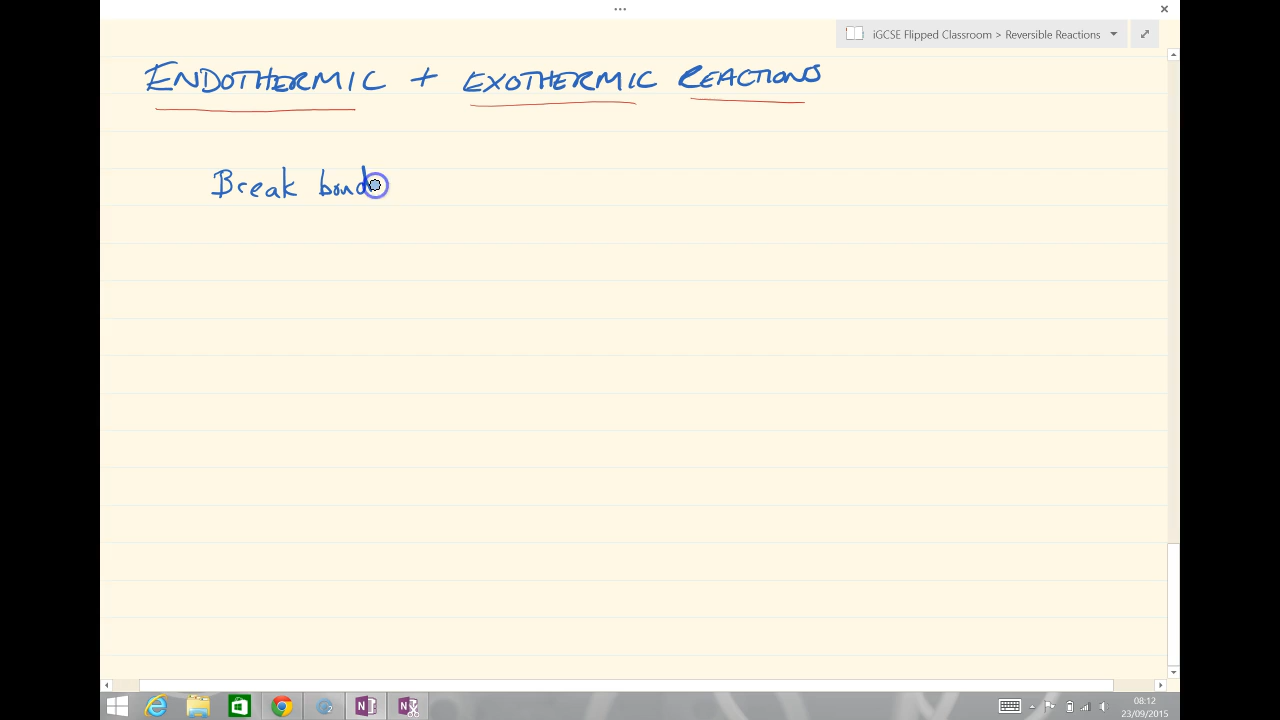 iGCSE Flipped Classroom > Reversible Reactions
ENDOTHERMIC + EXOTHERMIC REACTIONS
Break bond
08:12
23/09/2015